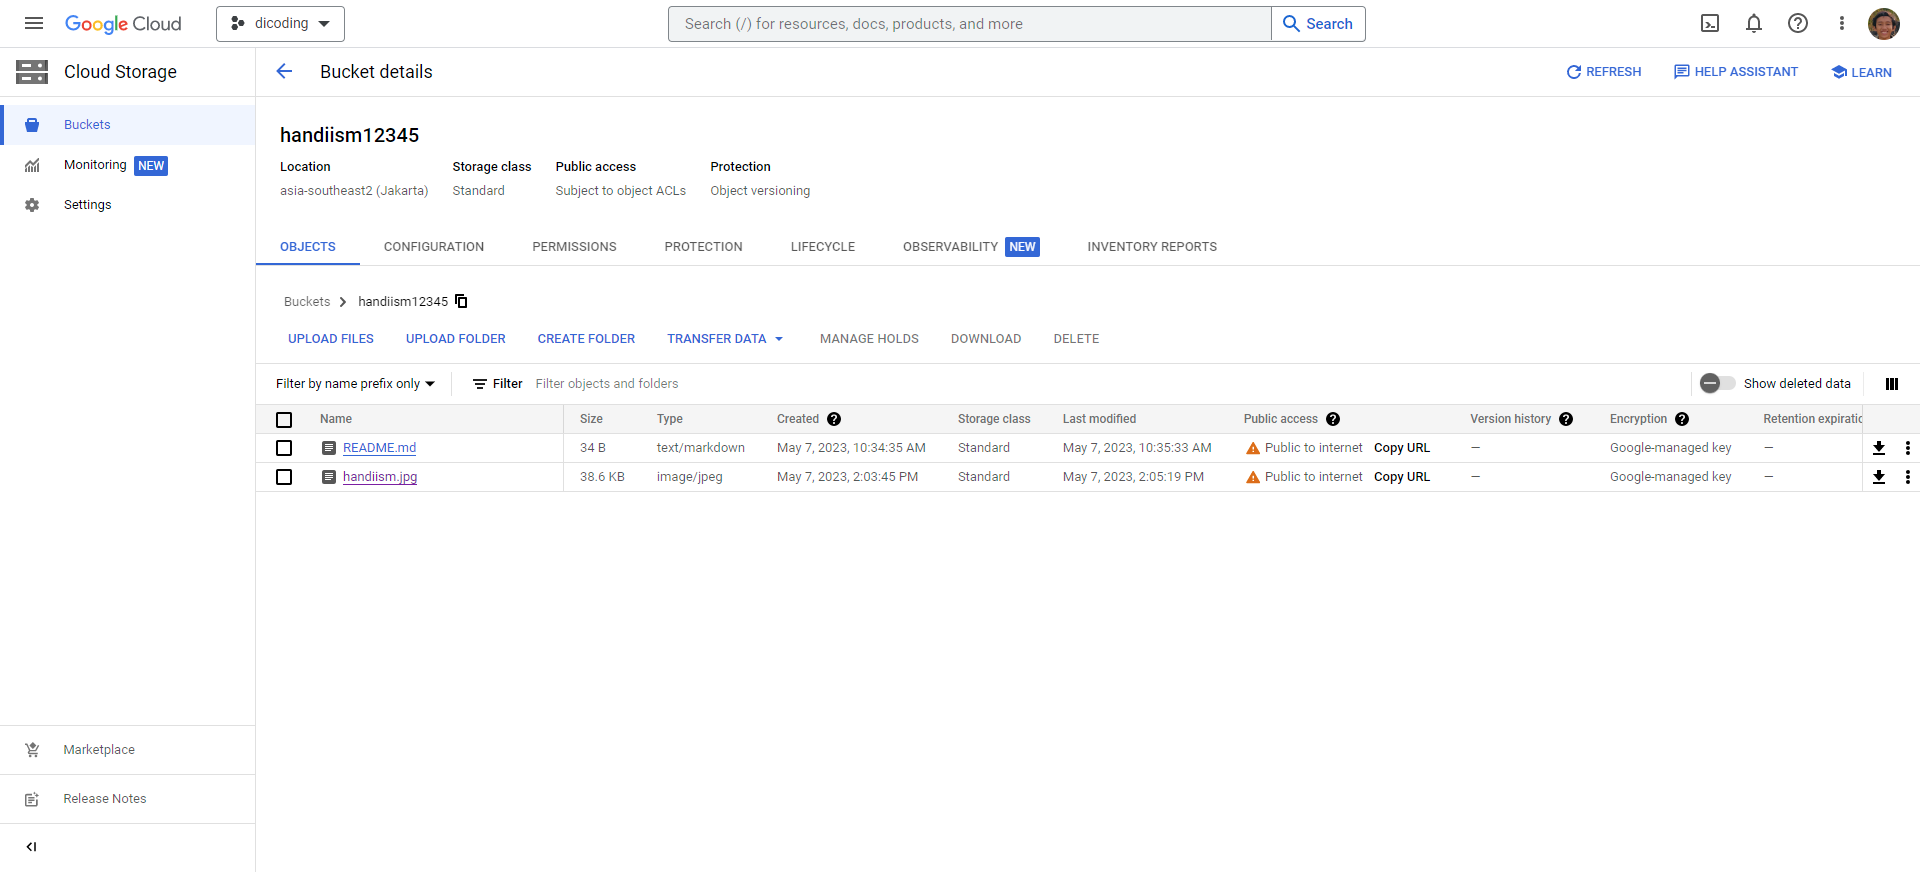 Google Cloud
dicoding
Search (/) for resources, docs, products, and more
Search
Cloud Storage
Bucket details
REFRESH
HELP ASSISTANT
LEARN
Buckets
Monitoring NEW
Settings
handiism12345
Location Storage class Public access Protection
asia-southeast2 (Jakarta) Standard Subject to object ACLs Object versioning
OBJECTS CONFIGURATION PERMISSIONS PROTECTION LIFECYCLE OBSERVABILITY NEW INVENTORY REPORTS
Buckets handiism12345
UPLOAD FILES UPLOAD FOLDER CREATE FOLDER TRANSFER DATA MANAGE HOLDS DOWNLOAD DELETE
Filter by name prefix only Filter Filter objects and folders Show deleted data
Name Size Type Created Storage class Last modified Public access Version history Encryption Retention expiratic
README.md 34 B text/markdown May 7, 2023, 10:34:35 AM Standard May 7, 2023, 10:35:33 AM Public to internet Copy URL — Google-managed key —
handiism.jpg 38.6 KB image/jpeg May 7, 2023, 2:03:45 PM Standard May 7, 2023, 2:05:19 PM Public to internet Copy URL — Google-managed key —
Marketplace
Release Notes